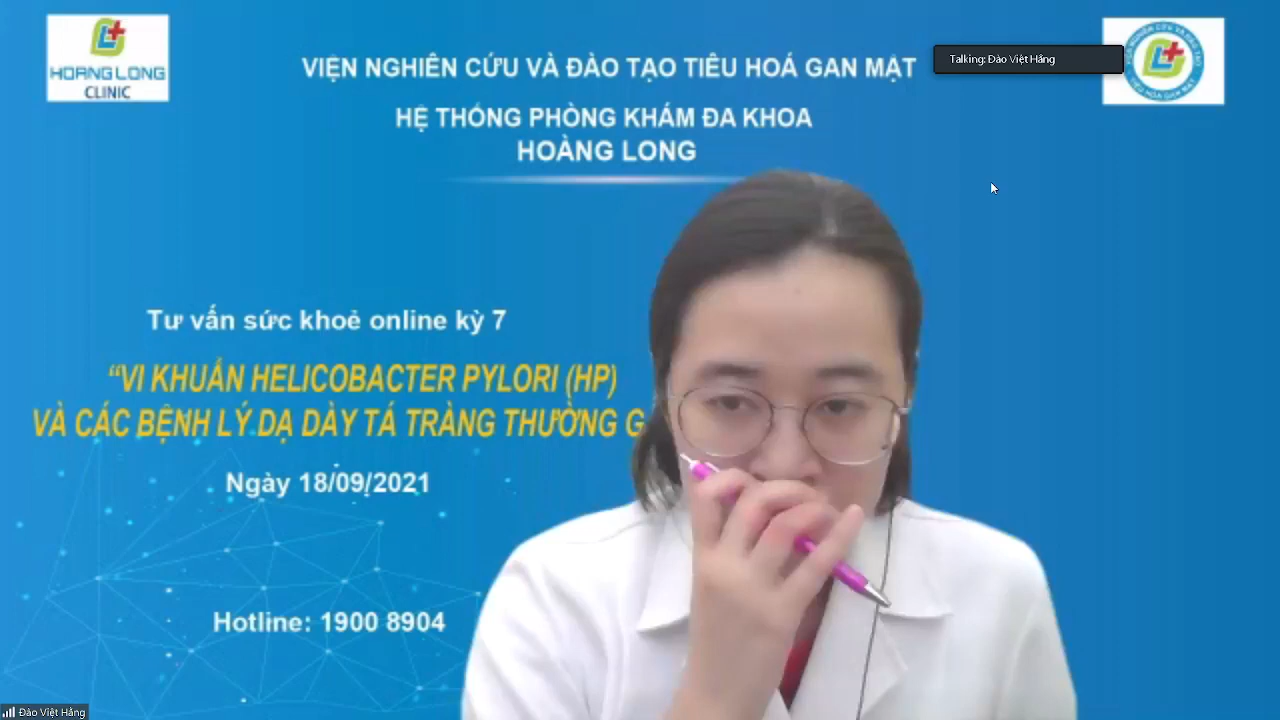 HOANG LONG
CLINIC
VIỆN NGHIÊN CỨU VÀ ĐÀO TẠO TIÊU HOÁ GAN MẬT
HỆ THỐNG PHÒNG KHÁM ĐA KHOA
HOÀNG LONG
Talking: Đào Việt Hằng
Tư vấn sức khoẻ online kỳ 7
“VI KHUẨN HELICOBACTER PYLORI (HP)
VÀ CÁC BỆNH LÝ DẠ DÀY TÁ TRÀNG THƯỜNG G
Ngày 18/09/2021
Hotline: 1900 8904
Đào Việt Hằng